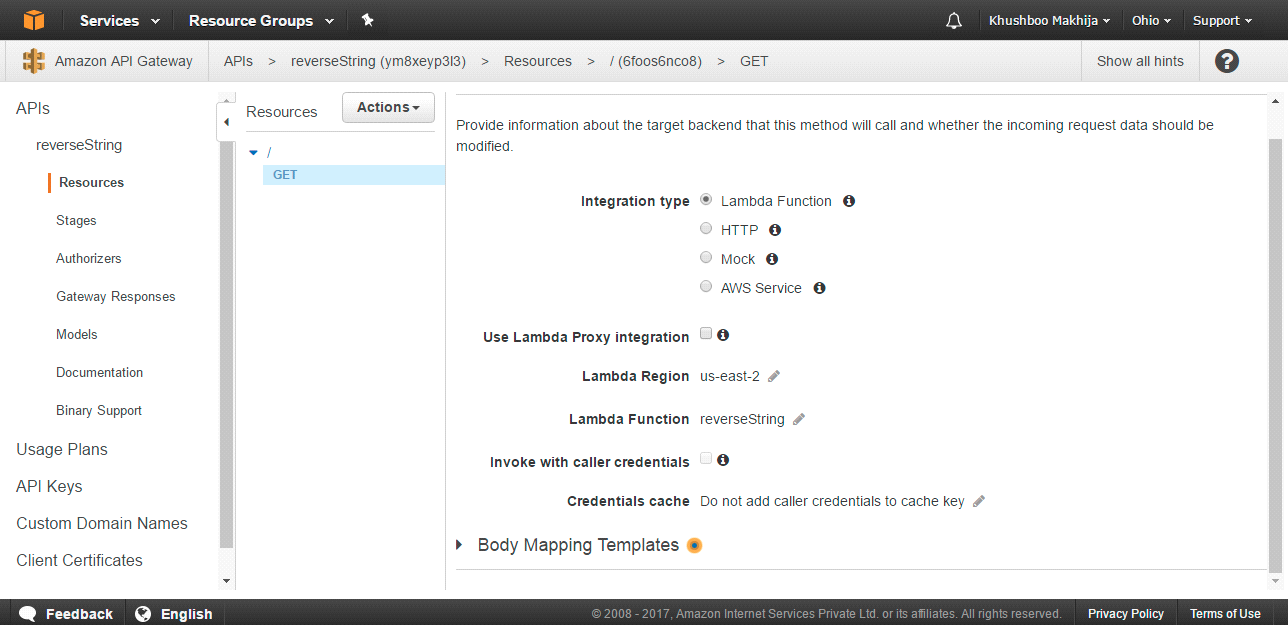 Services Resource Groups Khushboo Makhija Ohio Support
Amazon API Gateway APIs > reverseString (ym8xeyp3l3) > Resources > / (6foos6nco8) > GET Show all hints ?
APIs
reverseString
Resources
Stages
Authorizers
Gateway Responses
Models
Documentation
Binary Support
Usage Plans
API Keys
Custom Domain Names
Client Certificates
Resources Actions
/
GET
Provide information about the target backend that this method will call and whether the incoming request data should be
modified.
Integration type Lambda Function
HTTP
Mock
AWS Service
Use Lambda Proxy integration
Lambda Region us-east-2
Lambda Function reverseString
Invoke with caller credentials
Credentials cache Do not add caller credentials to cache key
Body Mapping Templates
Feedback English © 2008 - 2017, Amazon Internet Services Private Ltd. or its affiliates. All rights reserved. Privacy Policy Terms of Use